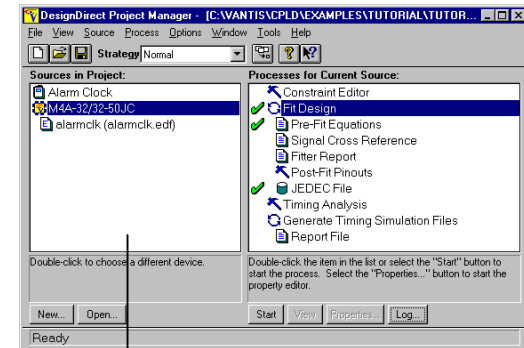 DesignDirect Project Manager - [C:\VANTIS\CPLD\EXAMPLES\TUTORIAL\TUTOR...
File View Source Process Options Window Tools Help
Strategy Normal
Sources in Project:
Alarm Clock
M4A-32/32-50JC
alarmclk (alarmclk.edf)
Double-click to choose a different device.
New... Open...
Processes for Current Source:
Constraint Editor
Fit Design
Pre-Fit Equations
Signal Cross Reference
Fitter Report
Post-Fit Pinouts
JEDEC File
Timing Analysis
Generate Timing Simulation Files
Report File
Double-click the item in the list or select the "Start" button to
start the process. Select the "Properties..." button to start the
property editor.
Start View Properties... Log...
Ready